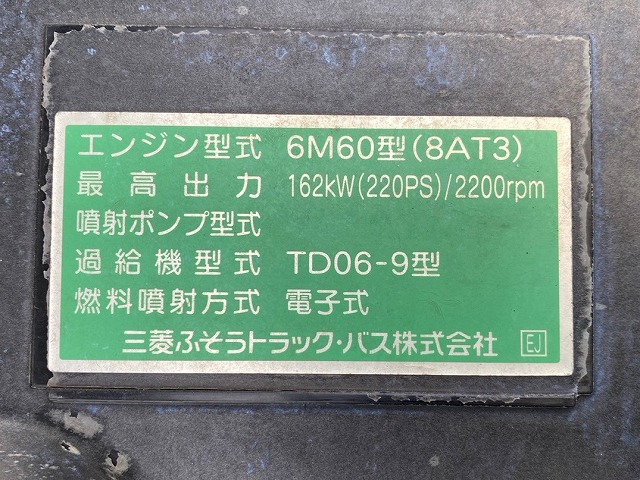 エンジン型式 6M60型(8AT3)
最高出力 162kW(220PS)/2200rpm
噴射ポンプ型式
過給機型式 TD06-9型
燃料噴射方式 電子式
三菱ふそうトラック・バス株式会社 EJ